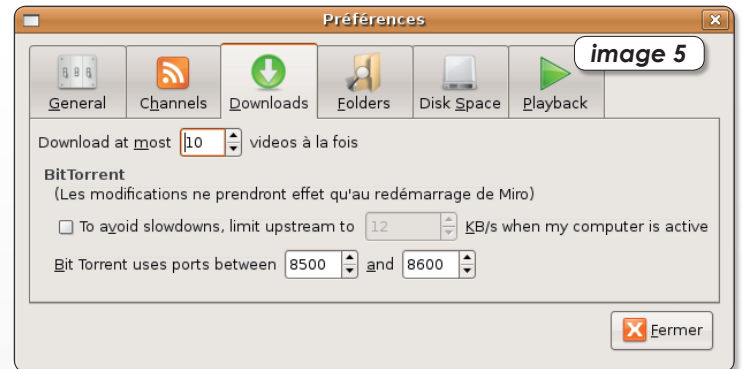 Préférences
image 5
General Channels Downloads Folders Disk Space Playback
Download at most 10 videos à la fois
BitTorrent
(Les modifications ne prendront effet qu'au redémarrage de Miro)
To avoid slowdowns, limit upstream to 12 KB/s when my computer is active
Bit Torrent uses ports between 8500 and 8600
Fermer